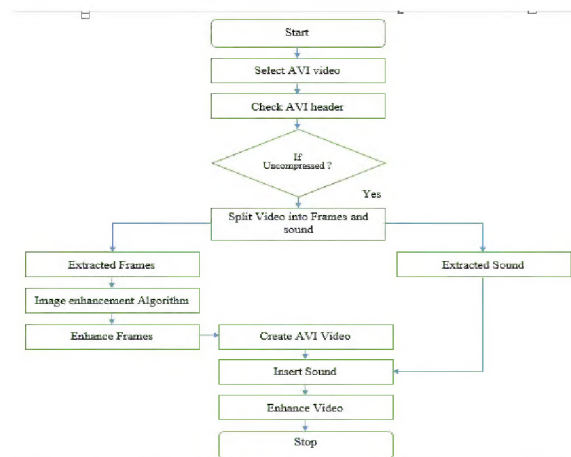 Start
Select AVI video
Check AVI header
If
Uncompressed ?
Yes
Split Video into Frames and
sound
Extracted Frames
Extracted Sound
Image enhancement Algorithm
Enhance Frames
Create AVI Video
Insert Sound
Enhance Video
Stop